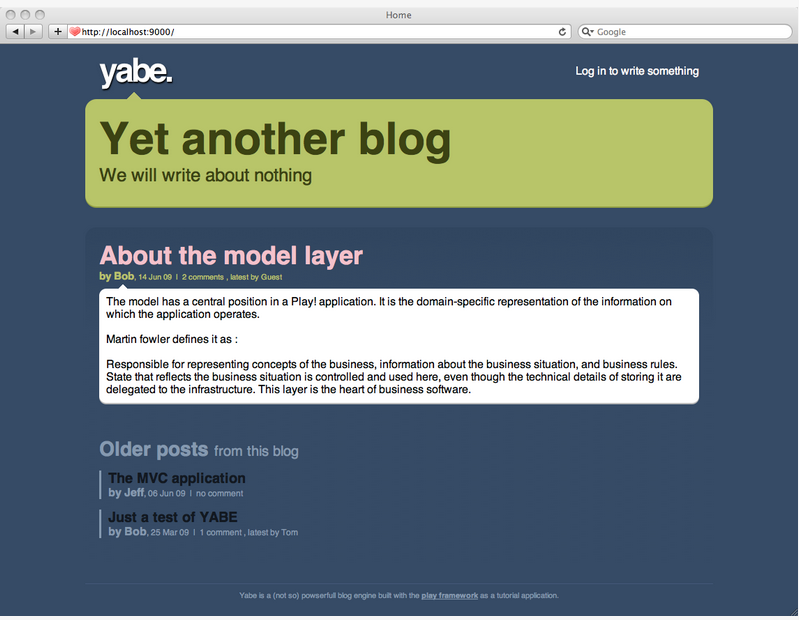 Home
http://localhost:9000/
Google
yabe.
Log in to write something
Yet another blog
We will write about nothing
About the model layer
by Bob, 14 Jun 09 | 2 comments , latest by Guest
The model has a central position in a Play! application. It is the domain-specific representation of the information on
which the application operates.
Martin fowler defines it as :
Responsible for representing concepts of the business, information about the business situation, and business rules.
State that reflects the business situation is controlled and used here, even though the technical details of storing it are
delegated to the infrastructure. This layer is the heart of business software.
Older posts from this blog
The MVC application
by Jeff, 06 Jun 09 | no comment
Just a test of YABE
by Bob, 25 Mar 09 | 1 comment , latest by Tom
Yabe is a (not so) powserfull blog engine built with the play framework as a tutorial application.